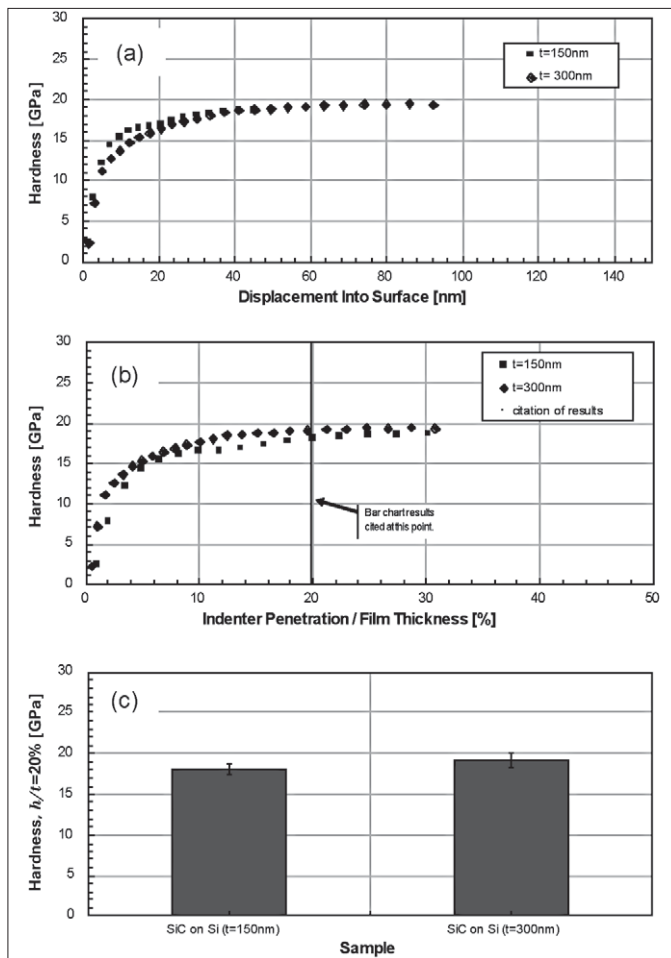 (a)
t=150nm
t= 300nm
Hardness [GPa]
30
25
20
15
10
5
0
0 20 40 60 80 100 120 140
Displacement Into Surface [nm]
(b)
t=150nm
t=300nm
citation of results
Hardness [GPa]
30
25
20
15
10
5
0
Bar chart results
cited at this point.
0 10 20 30 40 50
Indenter Penetration / Film Thickness [%]
(c)
Hardness, h/t=20% [GPa]
30
25
20
15
10
5
0
SiC on Si (t=150nm) SiC on Si (t=300nm)
Sample